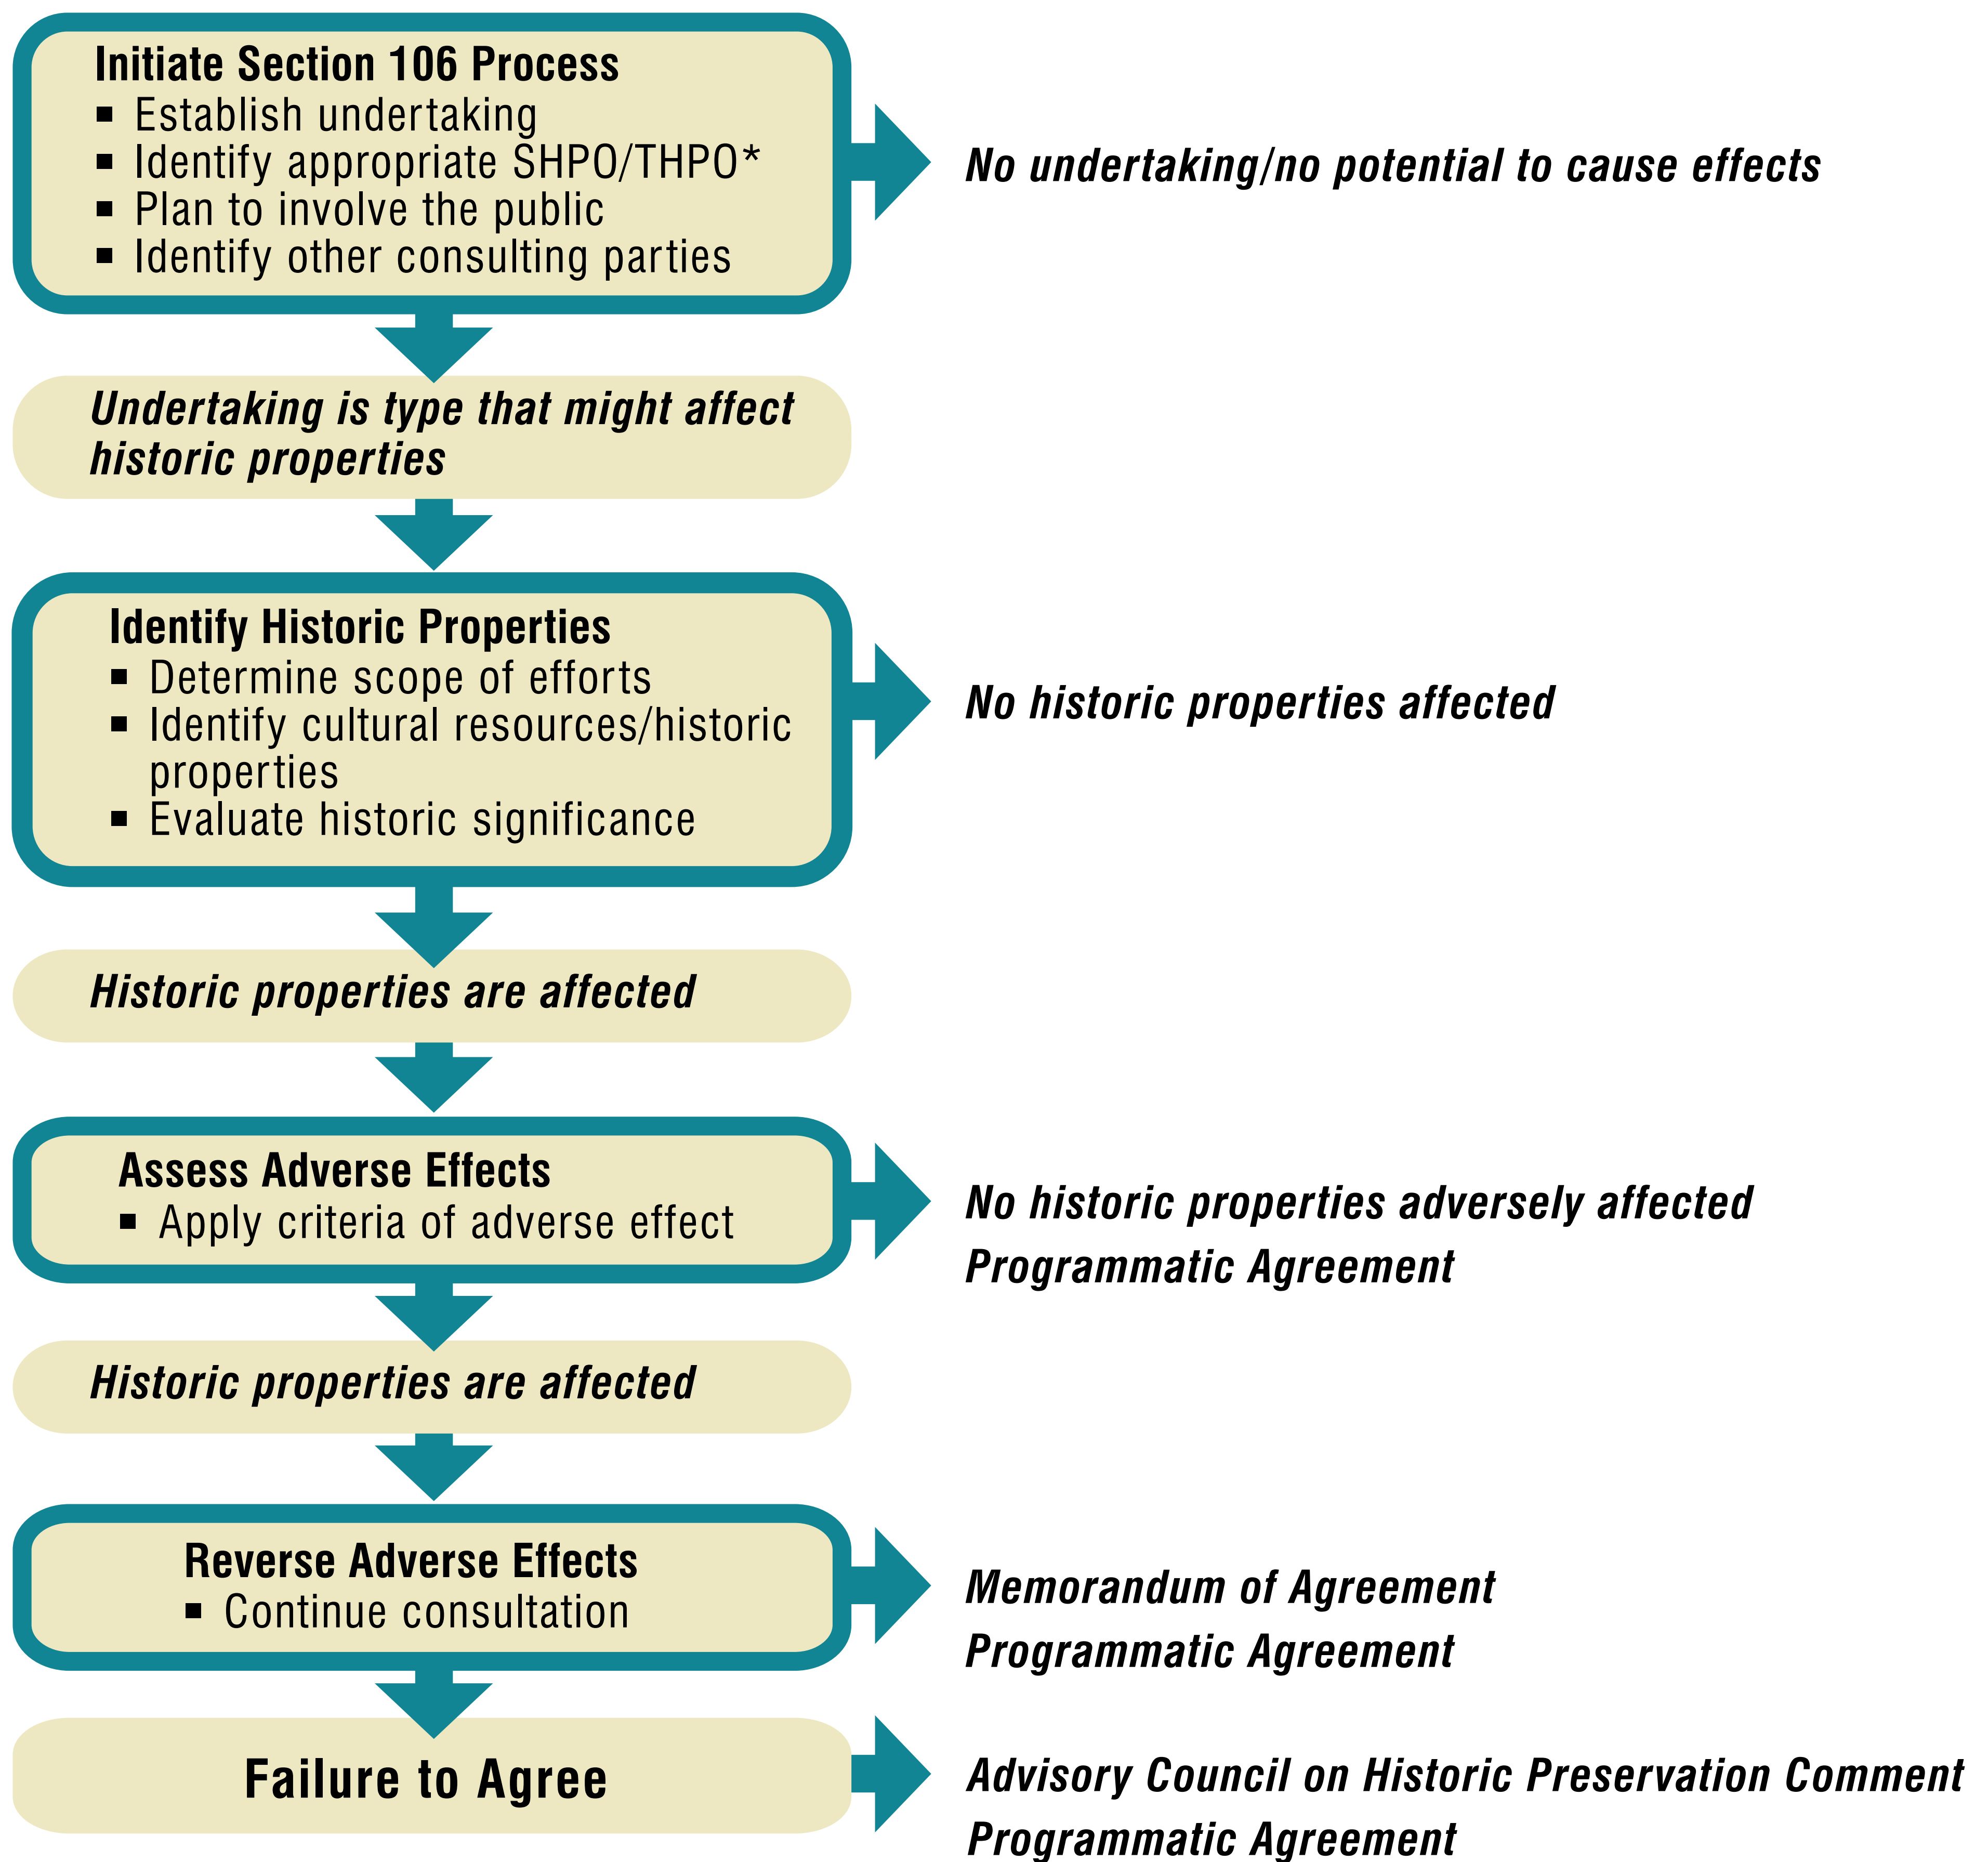 Initiate Section 106 Process
▪ Establish undertaking
▪ Identify appropriate SHPO/THPO*
▪ Plan to involve the public
▪ Identify other consulting parties
No undertaking/no potential to cause effects
Undertaking is type that might affect
historic properties
Identify Historic Properties
▪ Determine scope of efforts
▪ Identify cultural resources/historic
properties
▪ Evaluate historic significance
No historic properties affected
Historic properties are affected
Assess Adverse Effects
▪ Apply criteria of adverse effect
No historic properties adversely affected
Programmatic Agreement
Historic properties are affected
Reverse Adverse Effects
▪ Continue consultation
Memorandum of Agreement
Programmatic Agreement
Failure to Agree
Advisory Council on Historic Preservation Comment
Programmatic Agreement